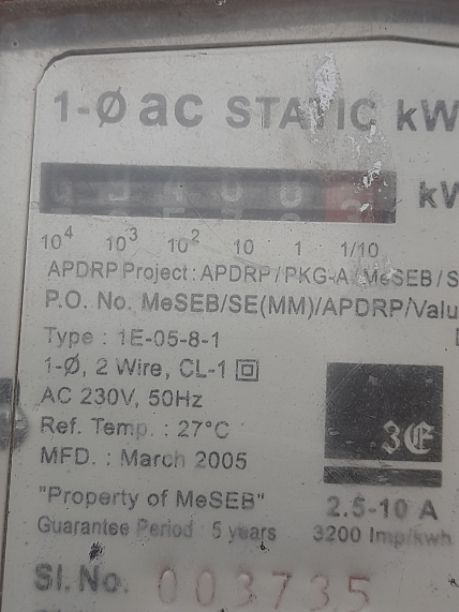 1-Ø ac STATIC kW
kW
10⁴ 10³ 10² 10 1 1/10
APDRP Project : APDRP/PKG-A/MeSEB/S
P.O. No. MeSEB/SE(MM)/APDRP/Valu
Type : 1E-05-8-1
1-Ø, 2 Wire, CL-1
AC 230V, 50Hz
Ref. Temp. : 27°C
MFD. : March 2005
"Property of MeSEB"
2.5-10 A
Guarantee Period 5 years
3200 Imp/kwh
Sl.No. 003735